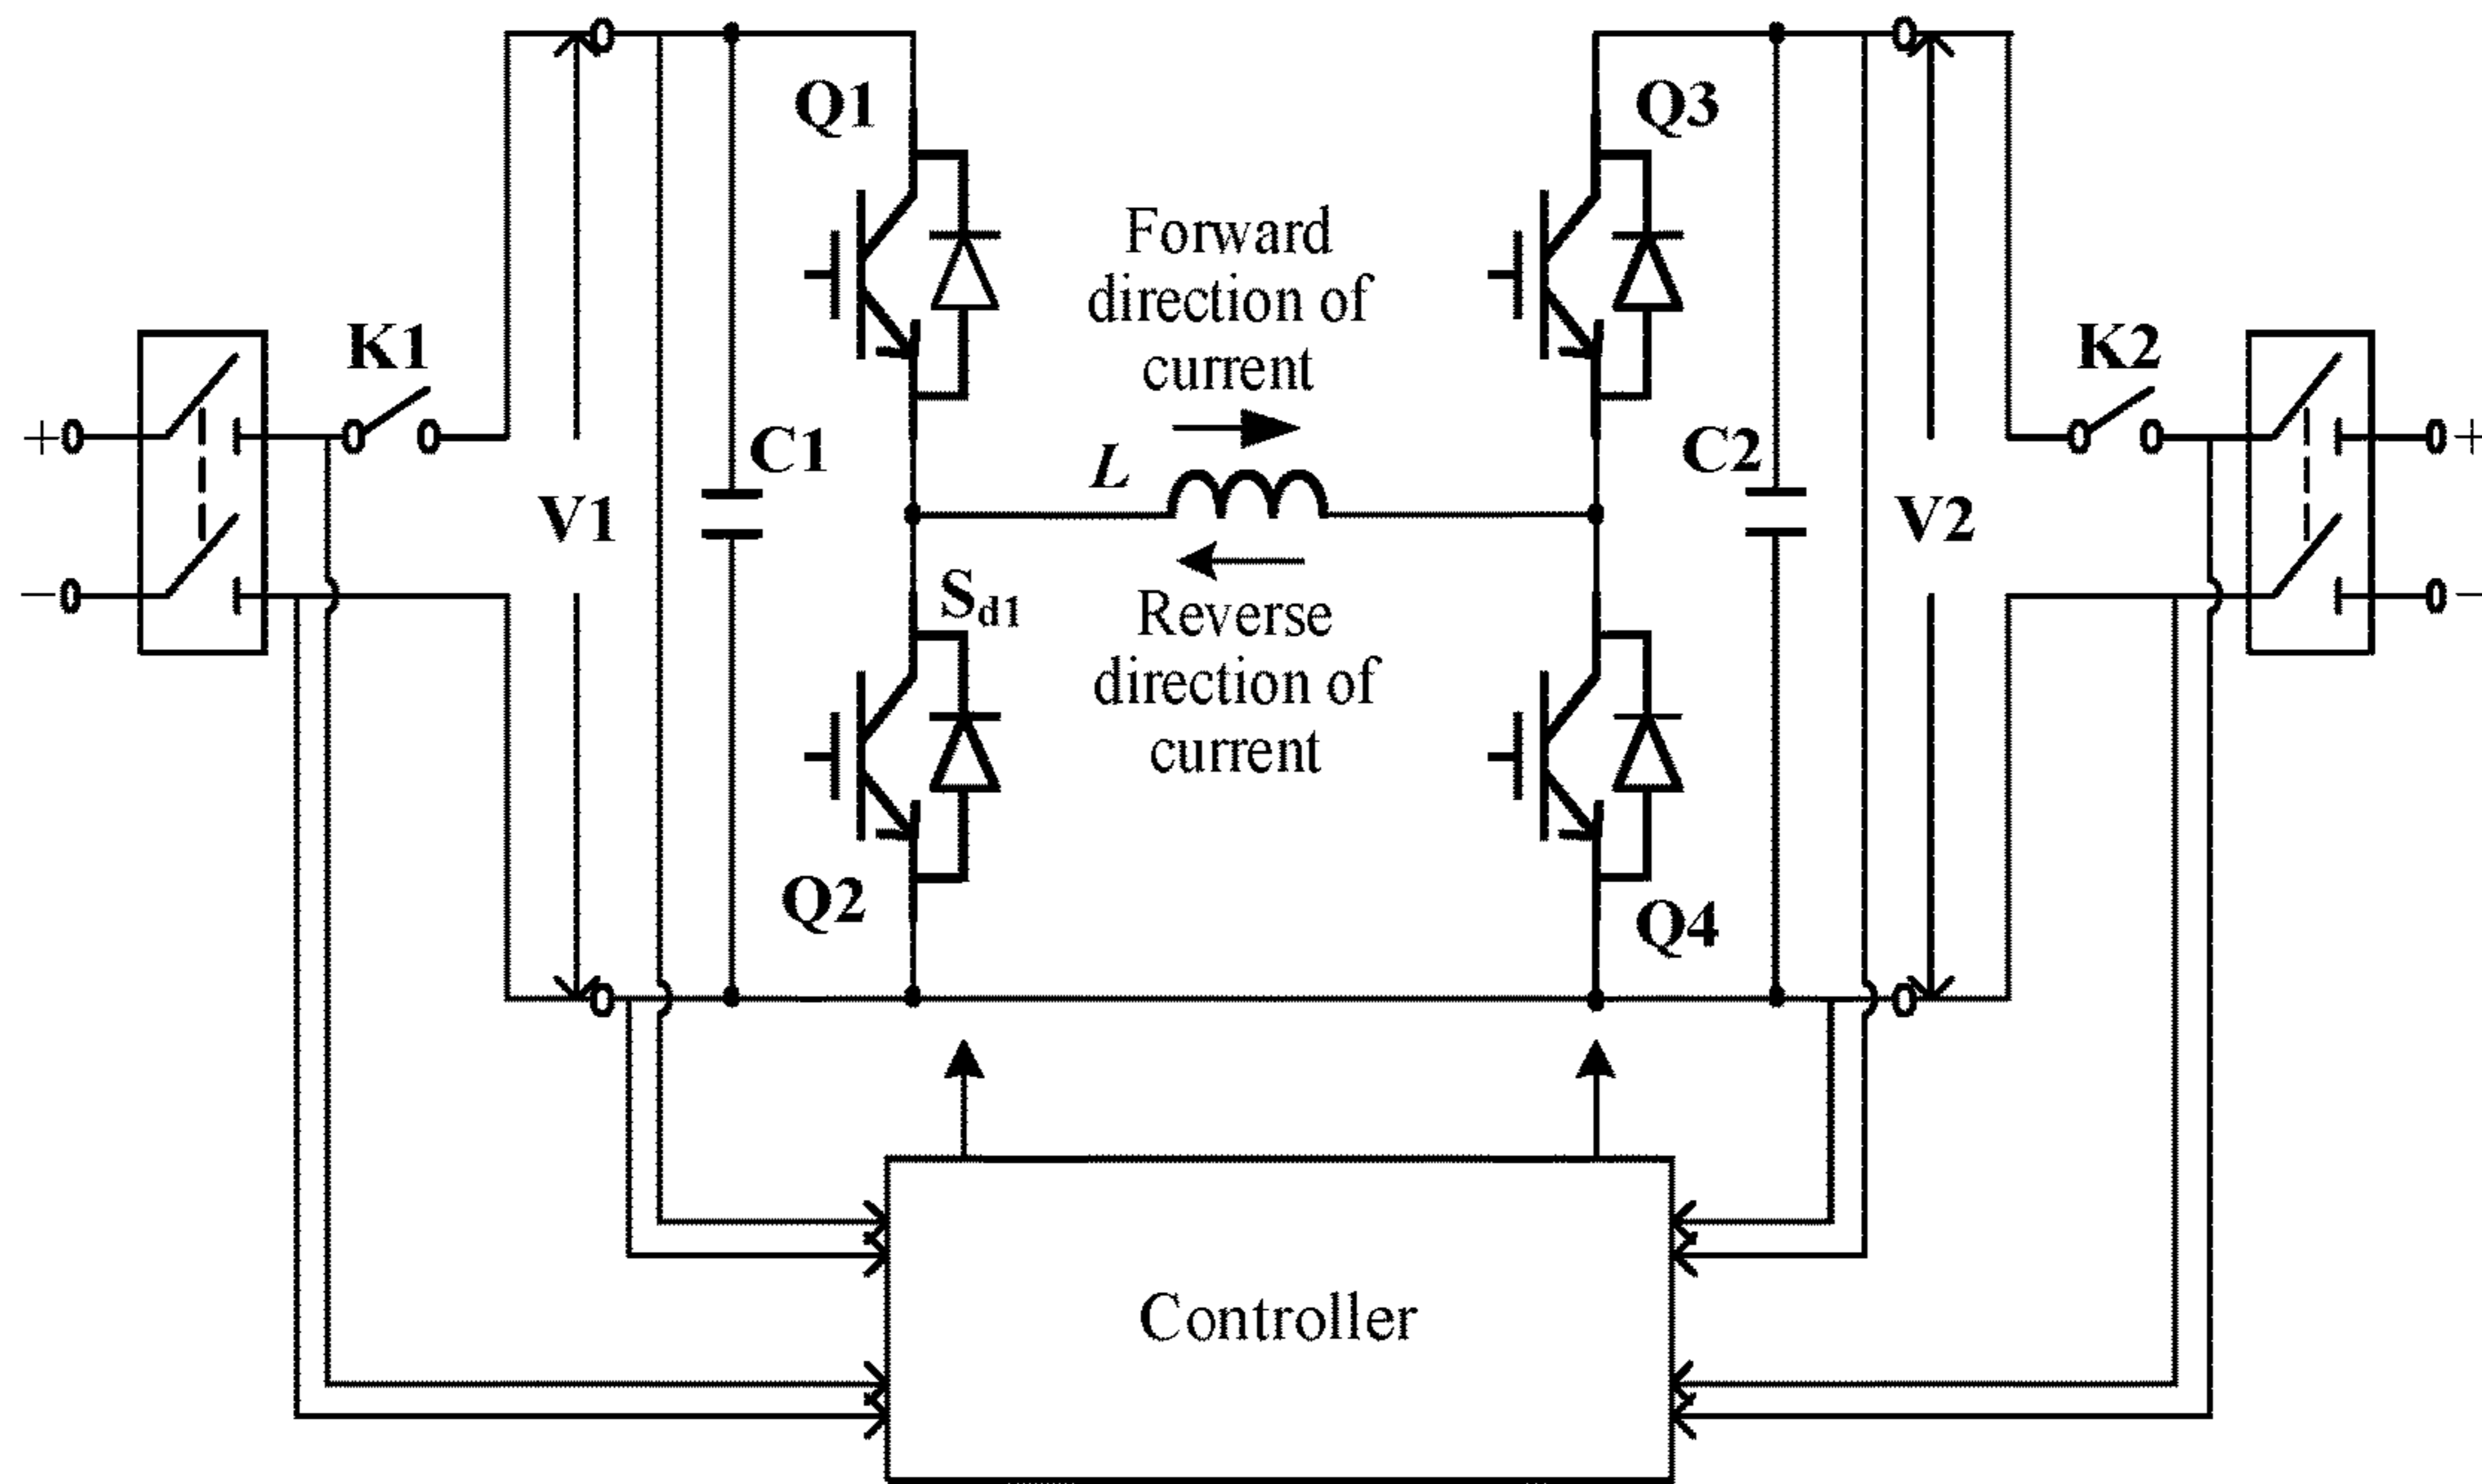 Q1
Q3
Forward
direction of
current
K1
K2
+
+
C1
L
C2
V1
V2
−
−
Sd1
Reverse
direction of
current
Q2
Q4
Controller